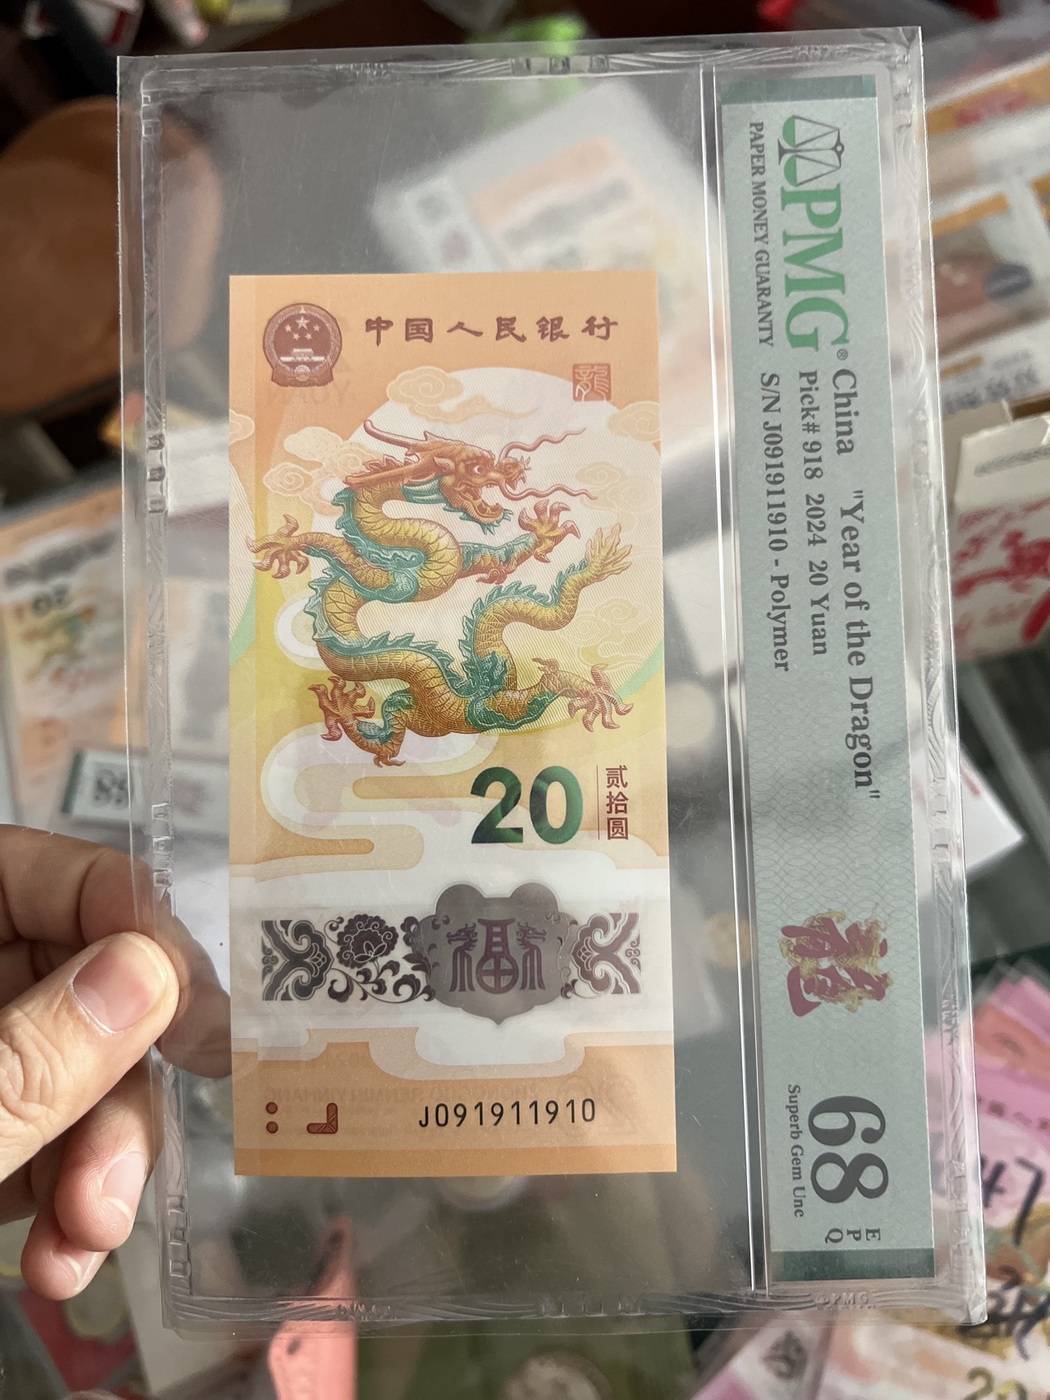 中国人民银行
龍
20
贰拾圆
福
J091911910
PMG®
PAPER MONEY GUARANTY
China "Year of the Dragon"
Pick# 918 2024 20 Yuan
S/N J091911910 - Polymer
68
EPQ
Superb Gem Unc